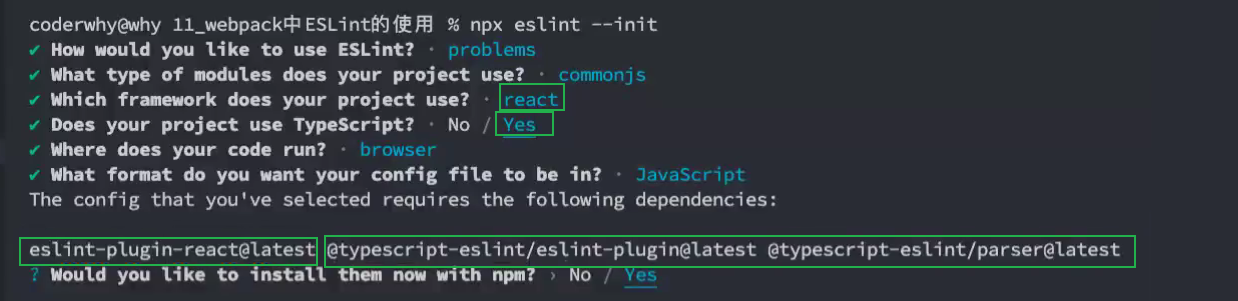 coderwhy@why 11_webpack中ESLint的使用 % npx eslint --init
✔ How would you like to use ESLint? · problems
✔ What type of modules does your project use? · commonjs
✔ Which framework does your project use? · react
✔ Does your project use TypeScript? · No / Yes
✔ Where does your code run? · browser
✔ What format do you want your config file to be in? · JavaScript
The config that you've selected requires the following dependencies:
eslint-plugin-react@latest @typescript-eslint/eslint-plugin@latest @typescript-eslint/parser@latest
? Would you like to install them now with npm? › No / Yes